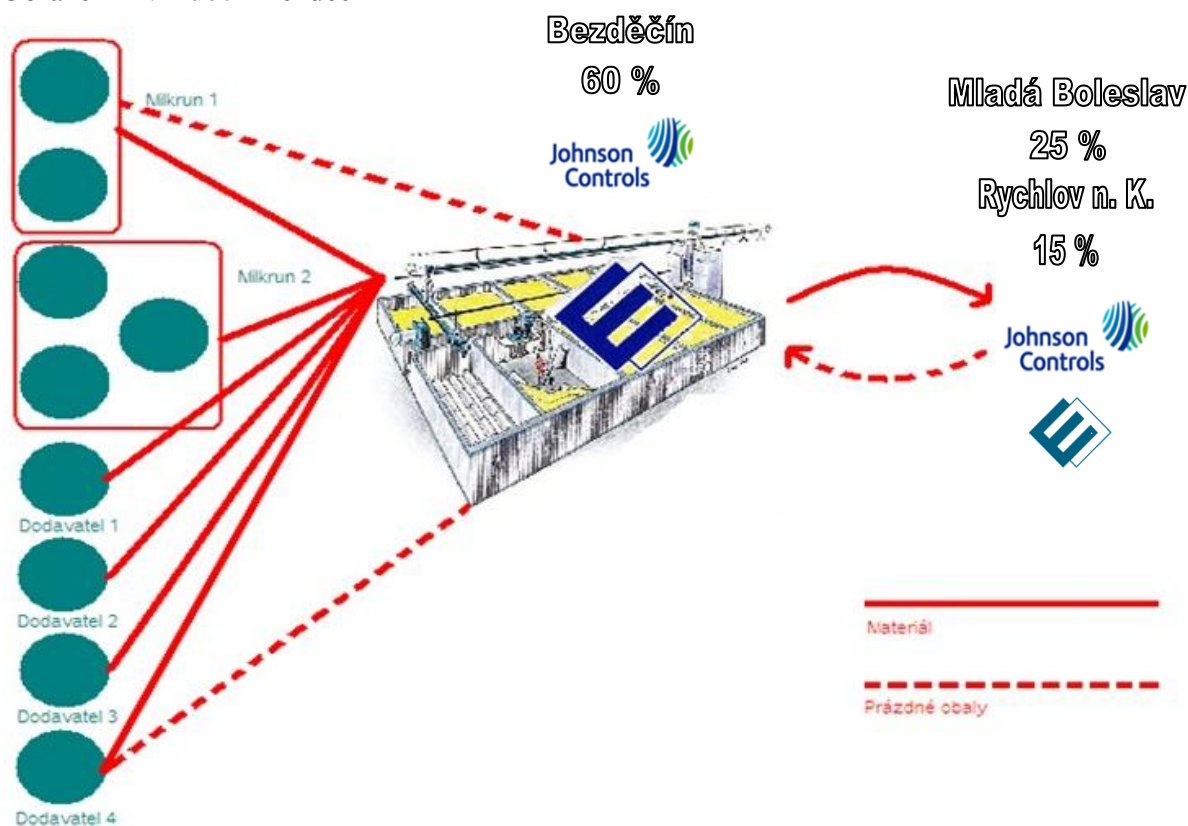 Bezděčín
60 %
Johnson
Controls
Mladá Boleslav
25 %
Rychlov n. K.
15 %
Johnson
Controls
Milkrun 1
Milkrun 2
Dodavatel 1
Dodavatel 2
Dodavatel 3
Dodavatel 4
Materiál
Prázdné obaly